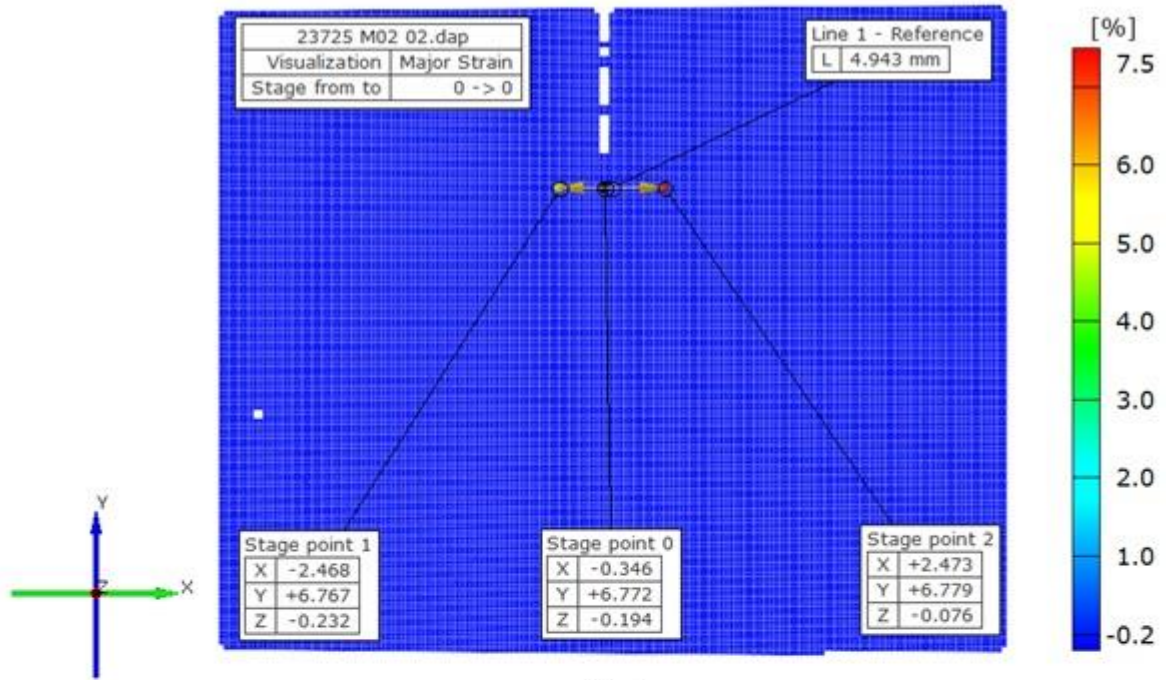 23725 M02 02.dap
Visualization Major Strain
Stage from to 0 -> 0
Line 1 - Reference
L 4.943 mm
[%]
7.5
6.0
5.0
4.0
3.0
2.0
1.0
-0.2
Y
Z
X
Stage point 1
X -2.468
Y +6.767
Z -0.232
Stage point 0
X -0.346
Y +6.772
Z -0.194
Stage point 2
X +2.473
Y +6.779
Z -0.076